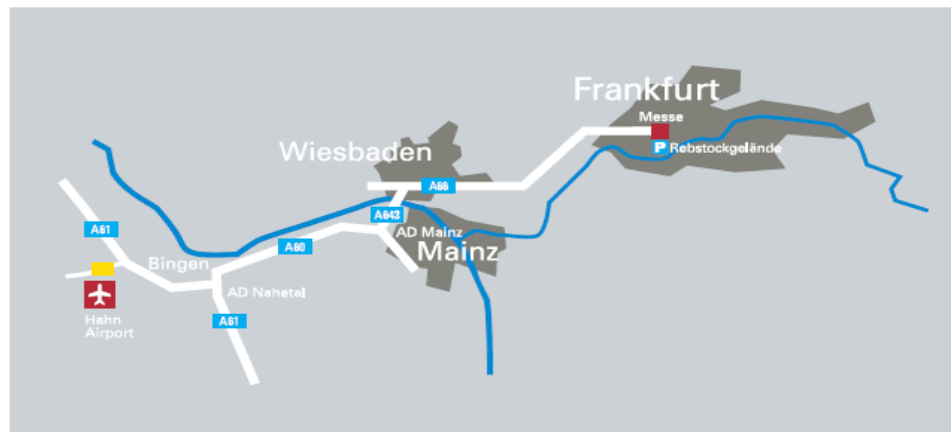 Frankfurt
Messe
P Rebstockgelände
Wiesbaden
A66
A643
A61
AD Mainz
A60
Mainz
Bingen
AD Nahetal
A61
Hahn
Airport